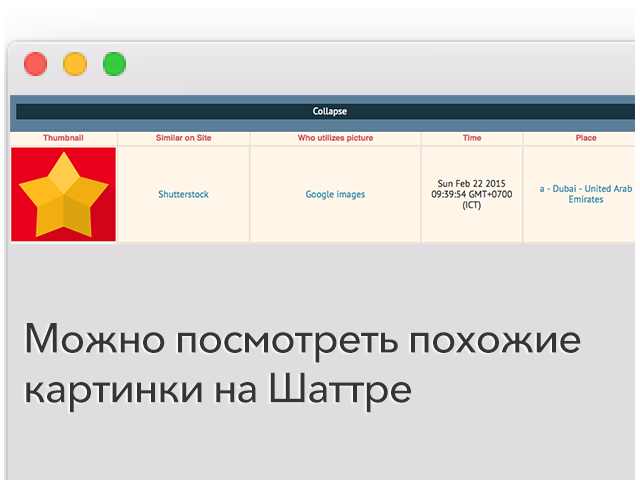 Collapse
Thumbnail Similar on Site Who utilizes picture Time Place
Shutterstock Google images Sun Feb 22 2015 09:39:54 GMT+0700 (ICT) a - Dubai - United Arab Emirates
Можно посмотреть похожие
картинки на Шаттре